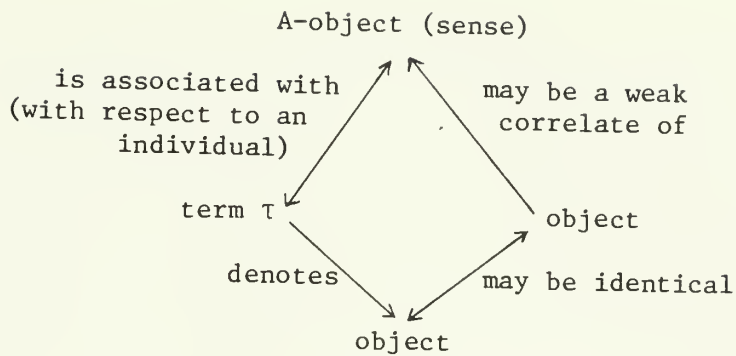 A-object (sense)
is associated with
(with respect to an
individual)
may be a weak
correlate of
term τ
object
denotes
may be identical
object